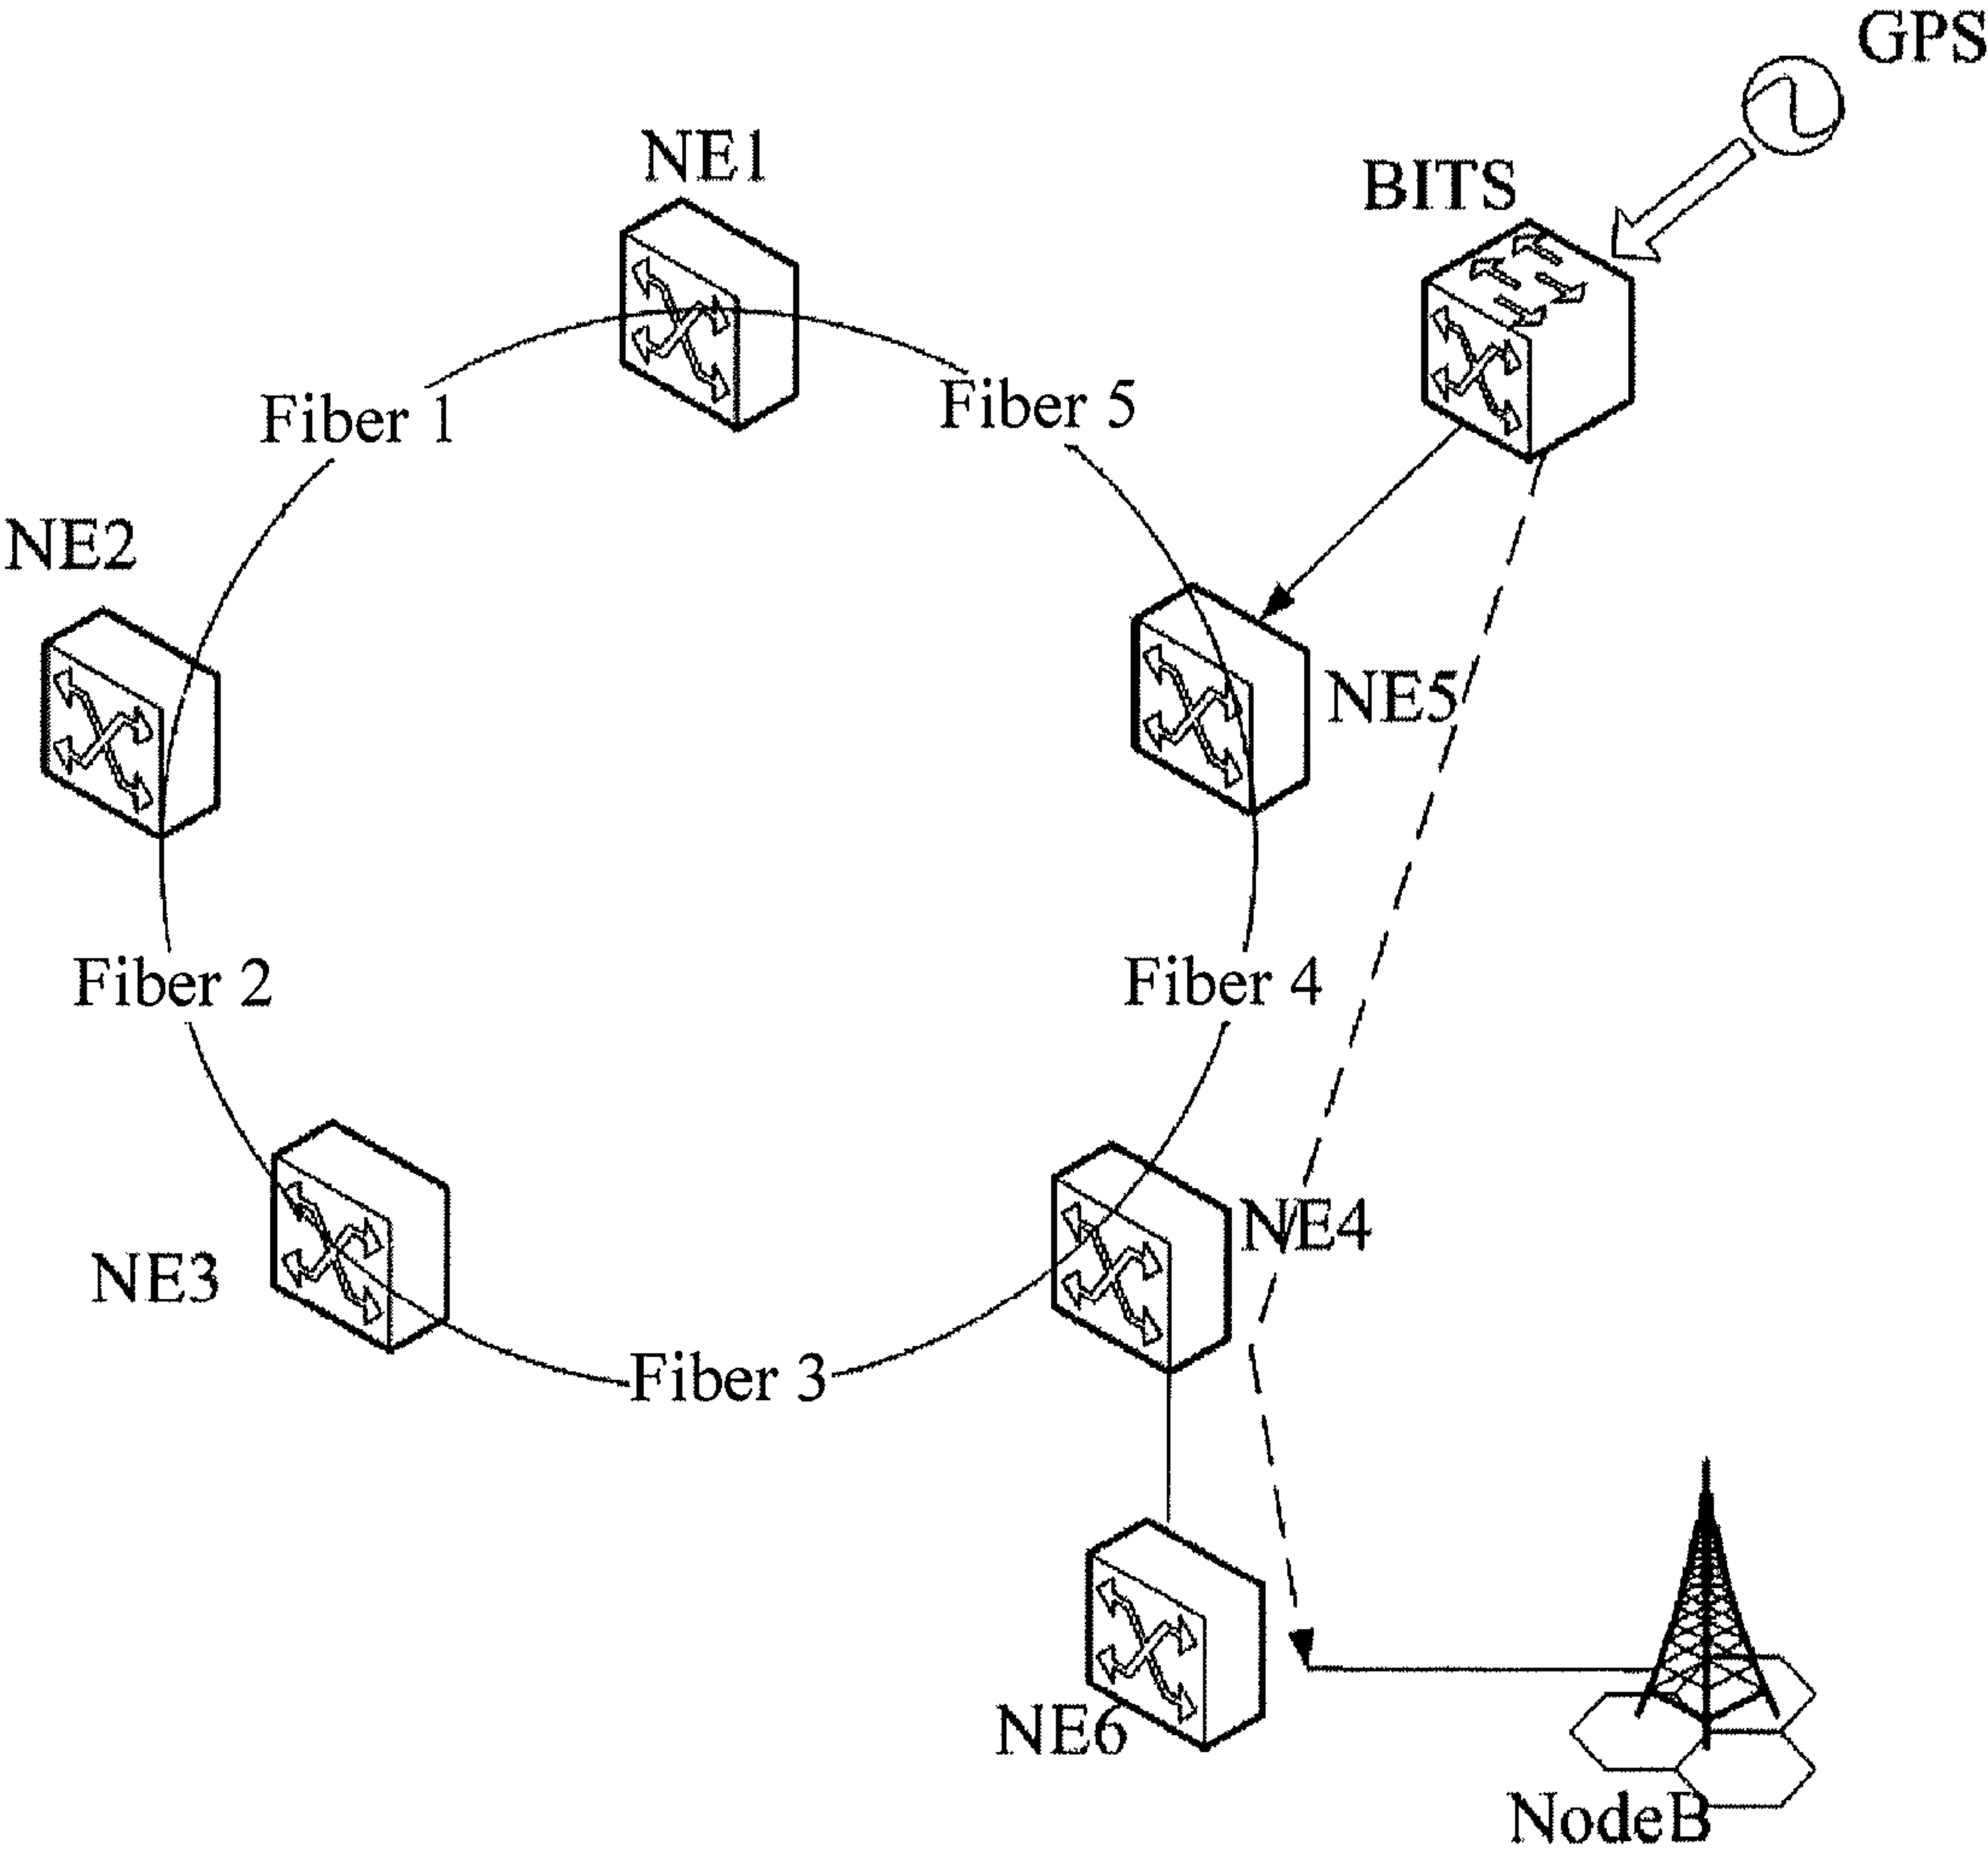 GPS
NE1
BITS
Fiber 1
Fiber 5
NE2
NE5
Fiber 2
Fiber 4
NE4
NE3
Fiber 3
NE6
NodeB